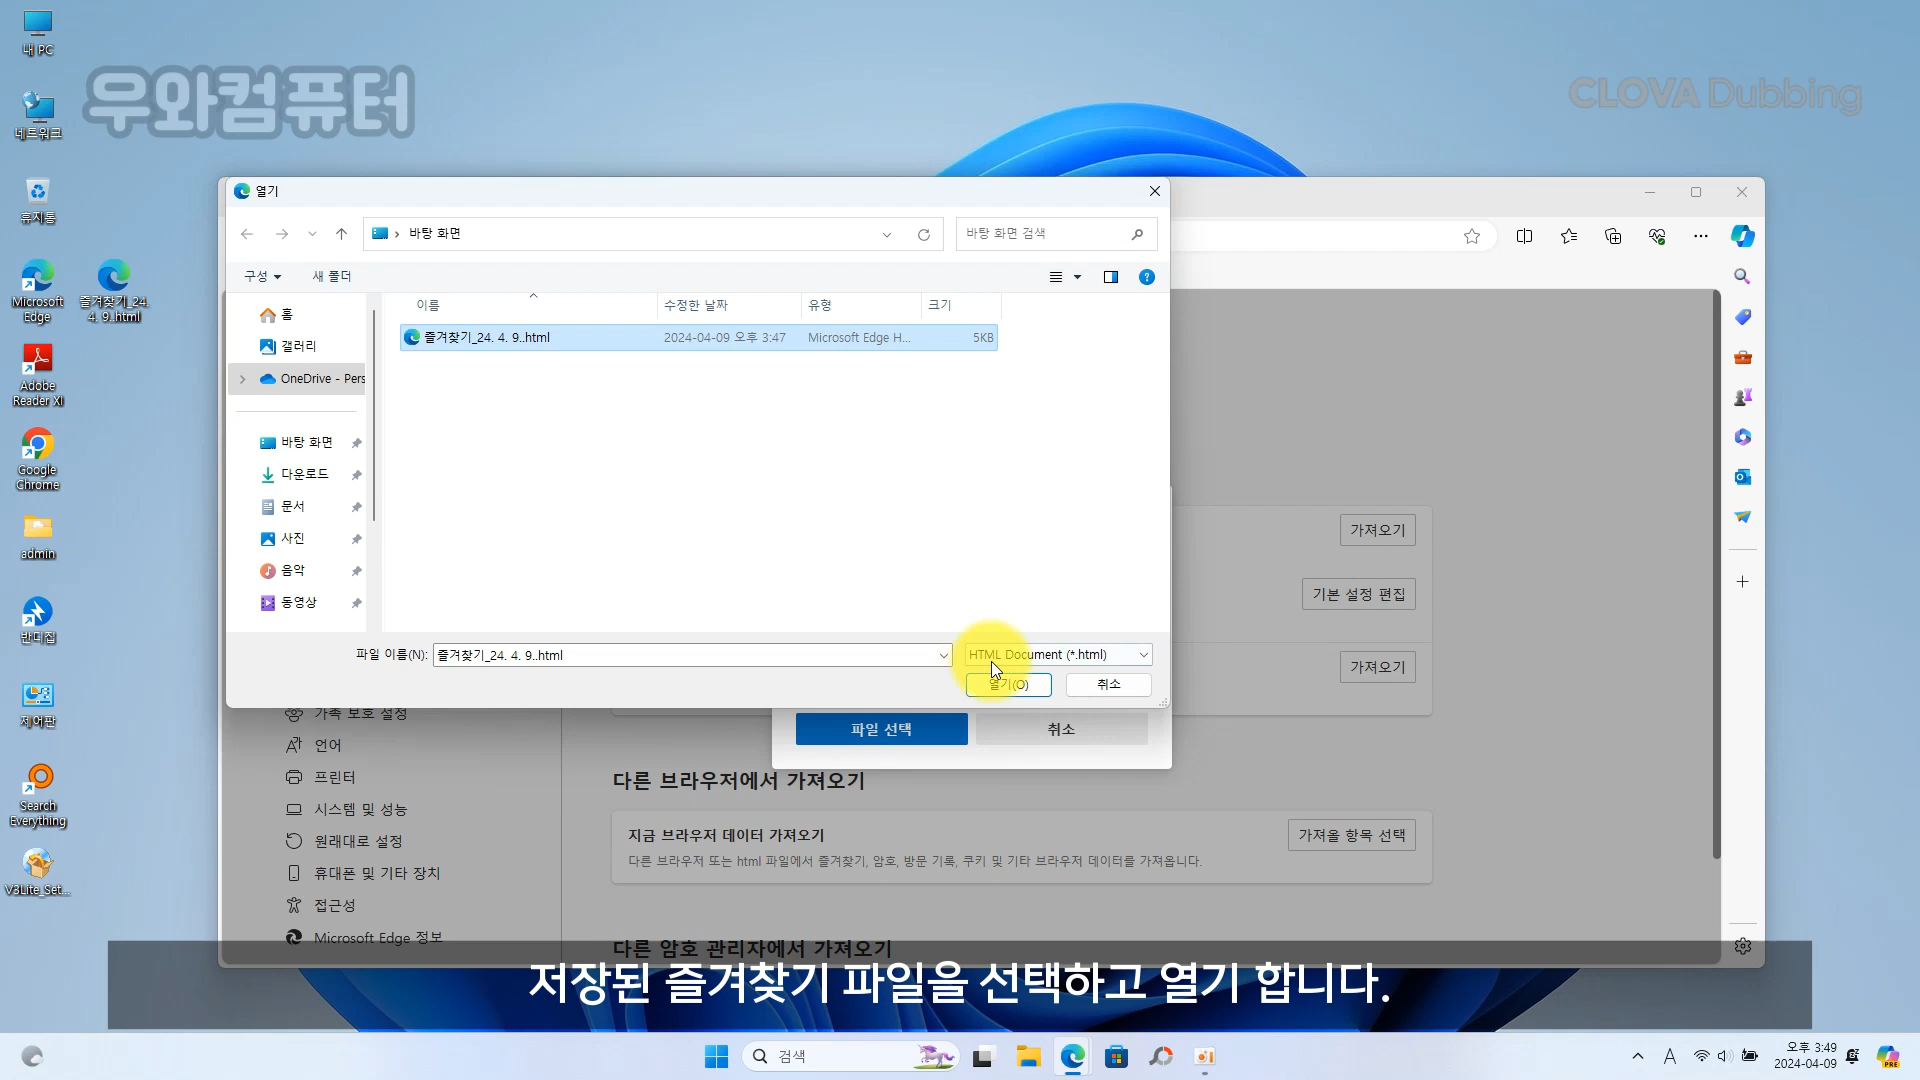 내 PC
우와컴퓨터
CLOVA Dubbing
네트워크
휴지통
Microsoft Edge
즐겨찾기_24. 4. 9..html
Adobe Reader XI
Google Chrome
admin
반디집
제어판
Search Everything
V3Lite_Set...
열기
바탕 화면
바탕 화면 검색
구성
새 폴더
이름
수정한 날짜
유형
크기
즐겨찾기_24. 4. 9..html
2024-04-09 오후 3:47
Microsoft Edge H...
5KB
홈
갤러리
OneDrive - Pers
바탕 화면
다운로드
문서
사진
음악
동영상
파일 이름(N):
즐겨찾기_24. 4. 9..html
HTML Document (*.html)
열기(O)
취소
가져오기
기본 설정 편집
가져오기
파일 선택
취소
가족 보호 설정
언어
프린터
시스템 및 성능
원래대로 설정
휴대폰 및 기타 장치
접근성
Microsoft Edge 정보
다른 브라우저에서 가져오기
지금 브라우저 데이터 가져오기
가져올 항목 선택
다른 브라우저 또는 html 파일에서 즐겨찾기, 암호, 방문 기록, 쿠키 및 기타 브라우저 데이터를 가져옵니다.
다른 암호 관리자에서 가져오기
저장된 즐겨찾기 파일을 선택하고 열기 합니다.
검색
A
오후 3:49
2024-04-09
PRE